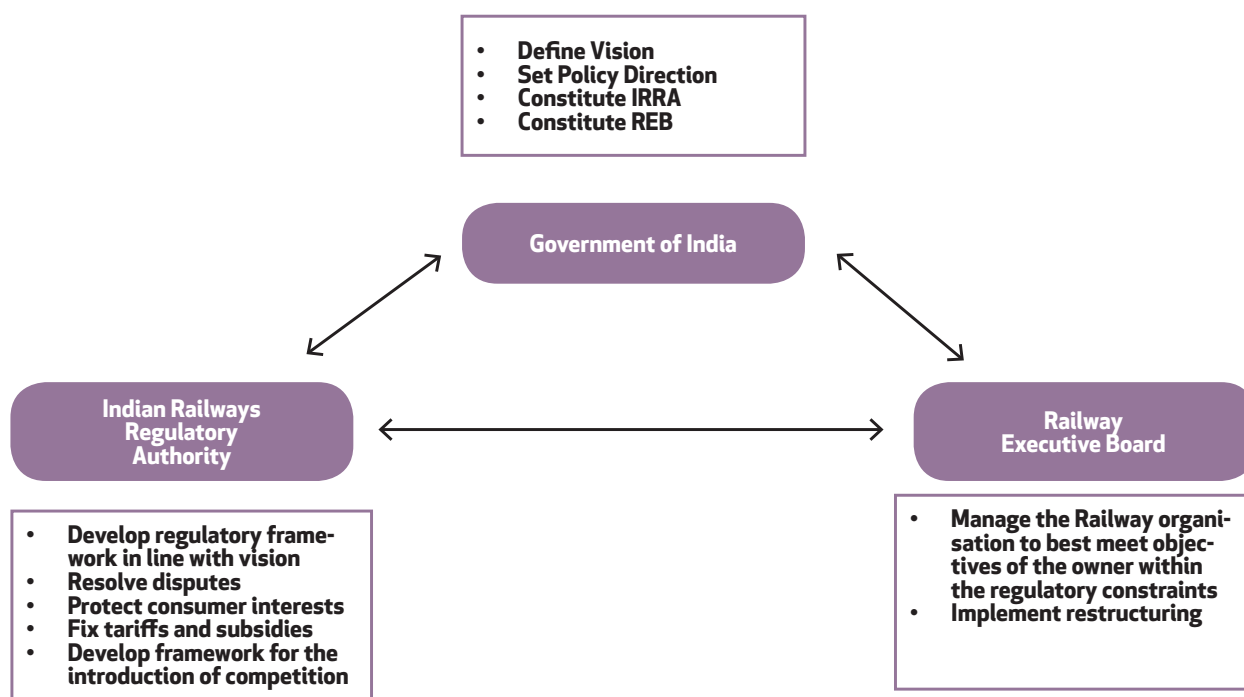 • Define Vision
• Set Policy Direction
• Constitute IRRA
• Constitute REB
Government of India
Indian Railways
Regulatory
Authority
Railway
Executive Board
• Develop regulatory frame-
work in line with vision
• Resolve disputes
• Protect consumer interests
• Fix tariffs and subsidies
• Develop framework for the
introduction of competition
• Manage the Railway organi-
sation to best meet objec-
tives of the owner within
the regulatory constraints
• Implement restructuring